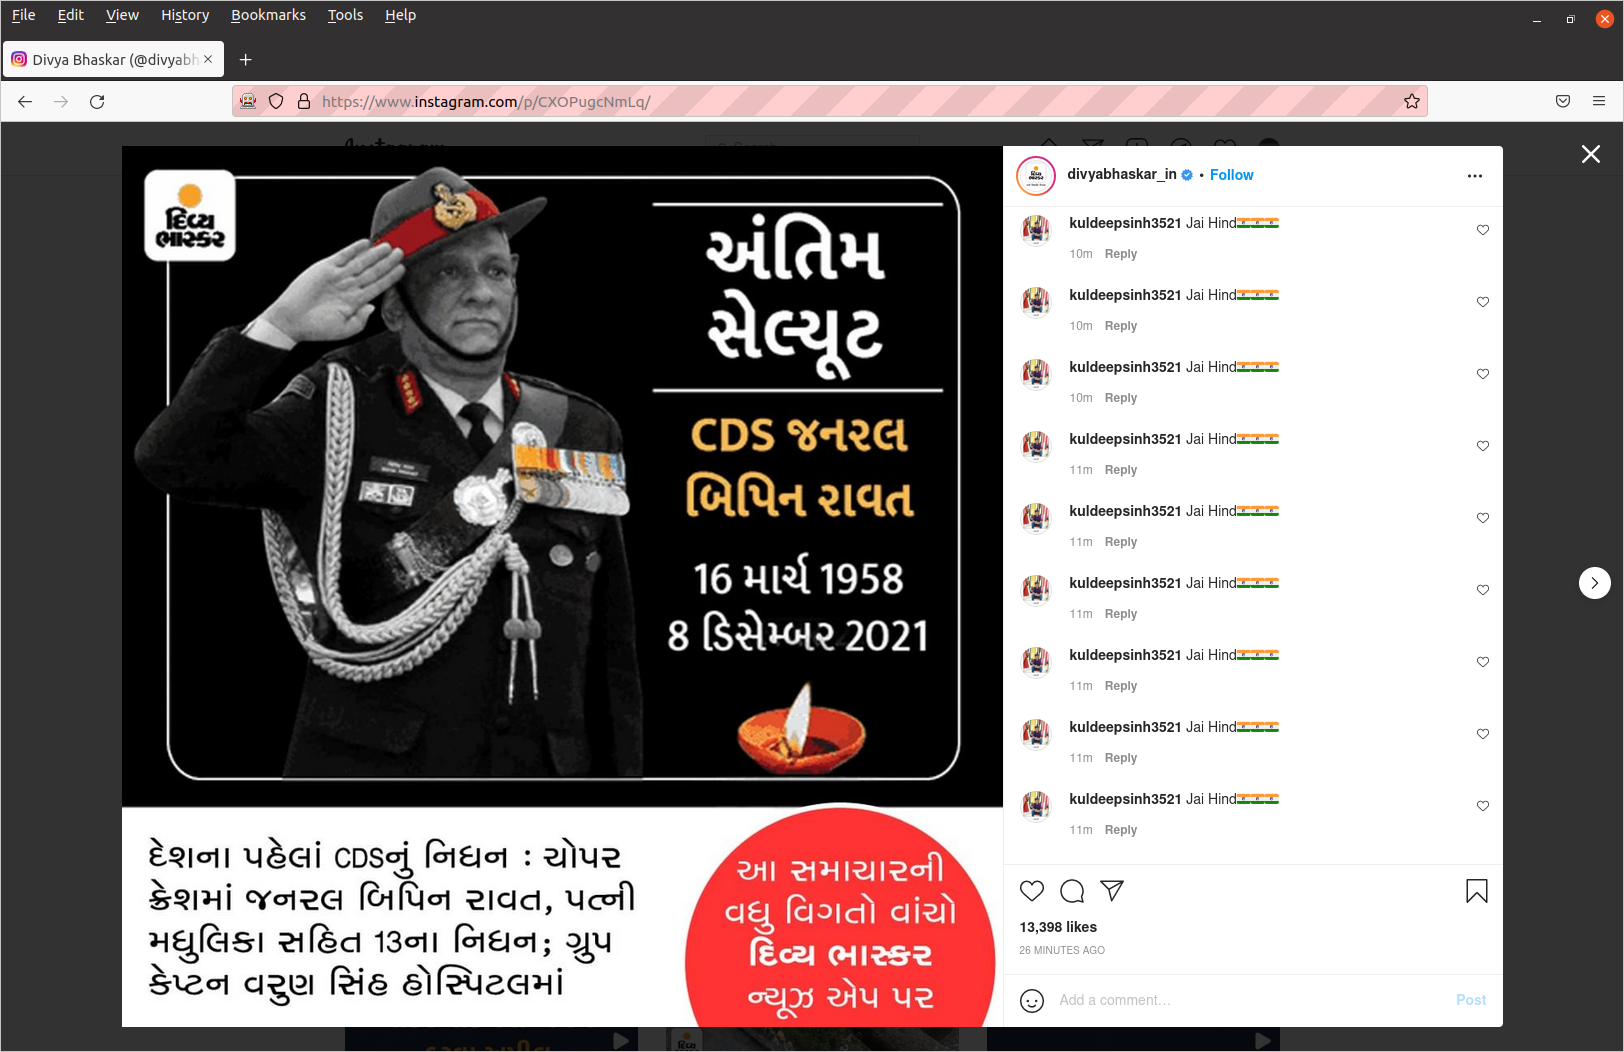 File Edit View History Bookmarks Tools Help
Divya Bhaskar (@divyabh
https://www.instagram.com/p/CXOPugcNmLq/
દિવ્ય
ભાસ્કર
અંતિમ
સેલ્યૂટ
CDS જનરલ
બિપિન રાવત
16 માર્ચ 1958
8 ડિસેમ્બર 2021
દેશના પહેલાં CDSનું નિધન : ચોપર
ક્રેશમાં જનરલ બિપિન રાવત, પત્ની
મધુલિકા સહિત 13ના નિધન; ગ્રુપ
કેપ્ટન વરુણ સિંહ હોસ્પિટલમાં
આ સમાચારની
વધુ વિગતો વાંચો
દિવ્ય ભાસ્કર
ન્યૂઝ એપ પર
divyabhaskar_in • Follow
kuldeepsinh3521 Jai Hind🇮🇳🇮🇳🇮🇳
10m Reply
kuldeepsinh3521 Jai Hind🇮🇳🇮🇳🇮🇳
10m Reply
kuldeepsinh3521 Jai Hind🇮🇳🇮🇳🇮🇳
10m Reply
kuldeepsinh3521 Jai Hind🇮🇳🇮🇳🇮🇳
11m Reply
kuldeepsinh3521 Jai Hind🇮🇳🇮🇳🇮🇳
11m Reply
kuldeepsinh3521 Jai Hind🇮🇳🇮🇳🇮🇳
11m Reply
kuldeepsinh3521 Jai Hind🇮🇳🇮🇳🇮🇳
11m Reply
kuldeepsinh3521 Jai Hind🇮🇳🇮🇳🇮🇳
11m Reply
kuldeepsinh3521 Jai Hind🇮🇳🇮🇳🇮🇳
11m Reply
13,398 likes
26 MINUTES AGO
Add a comment… Post